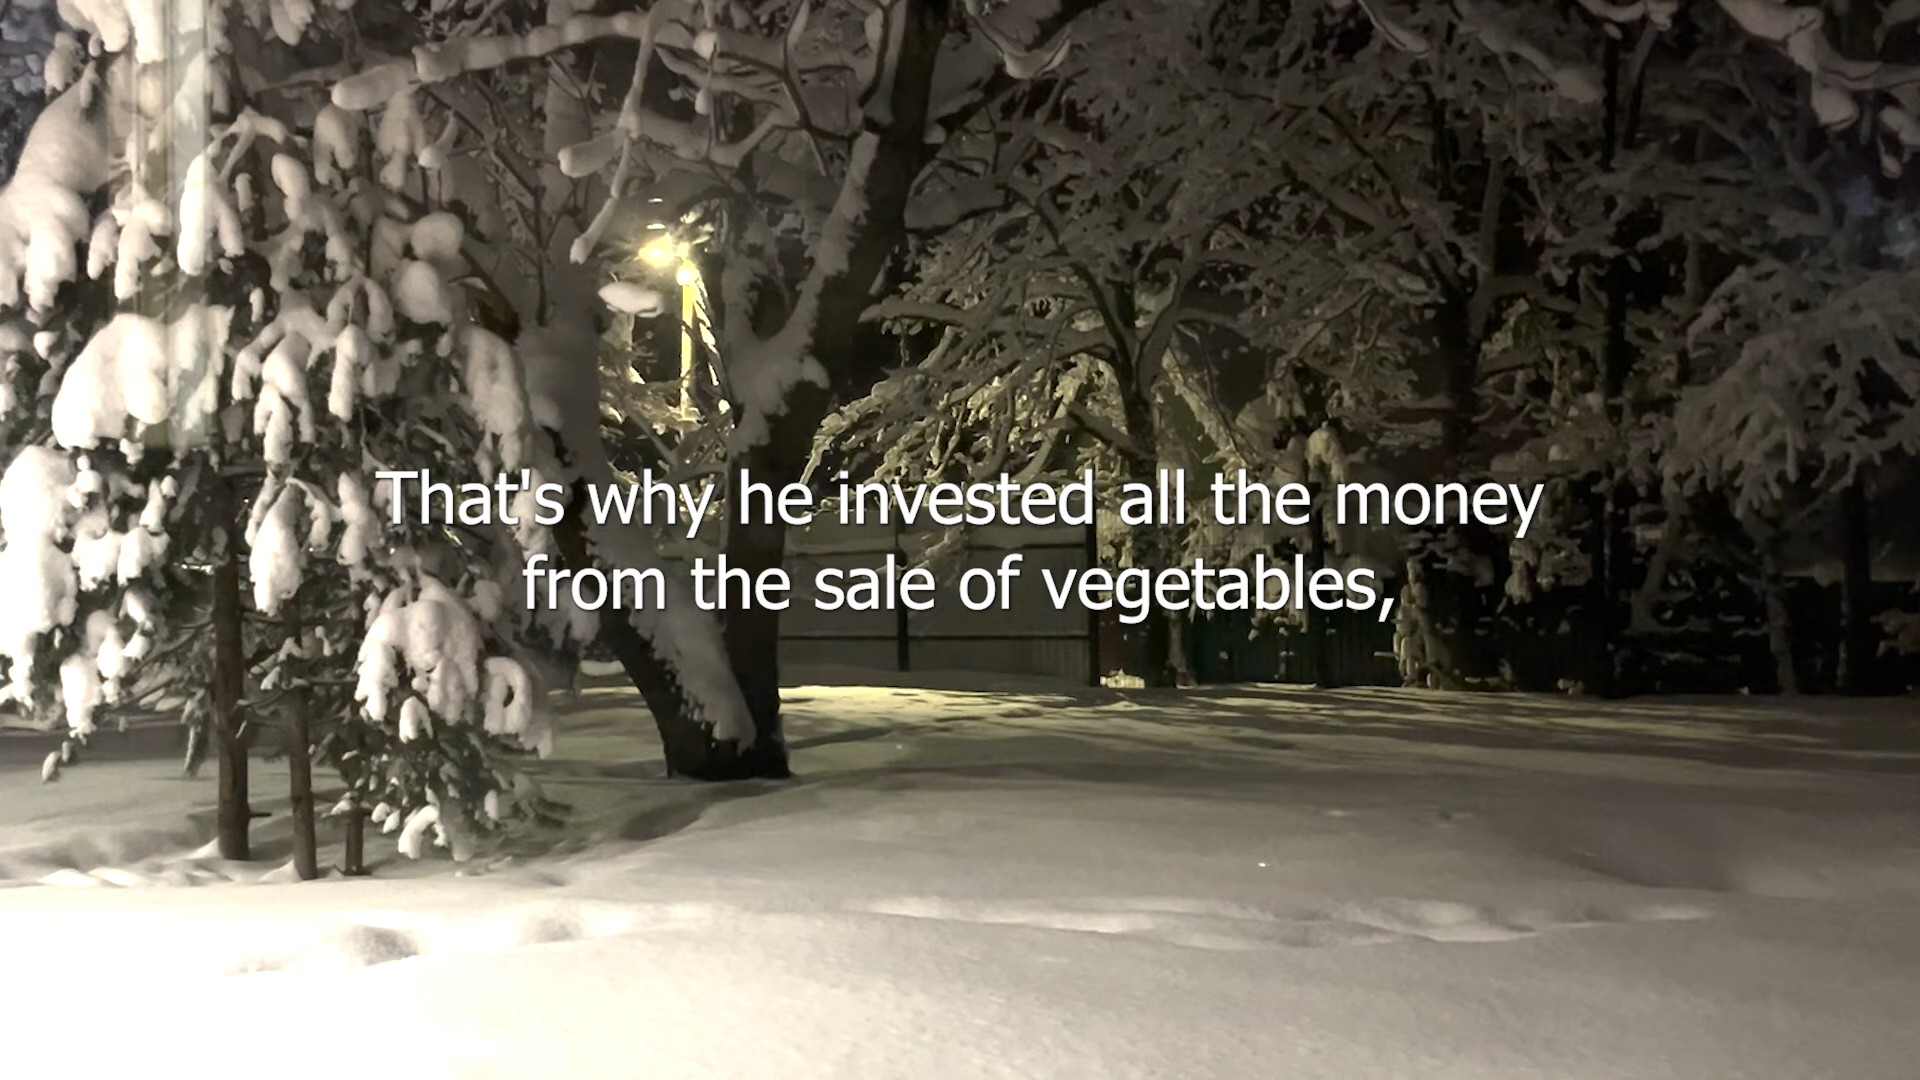 That's why he invested all the money
from the sale of vegetables,